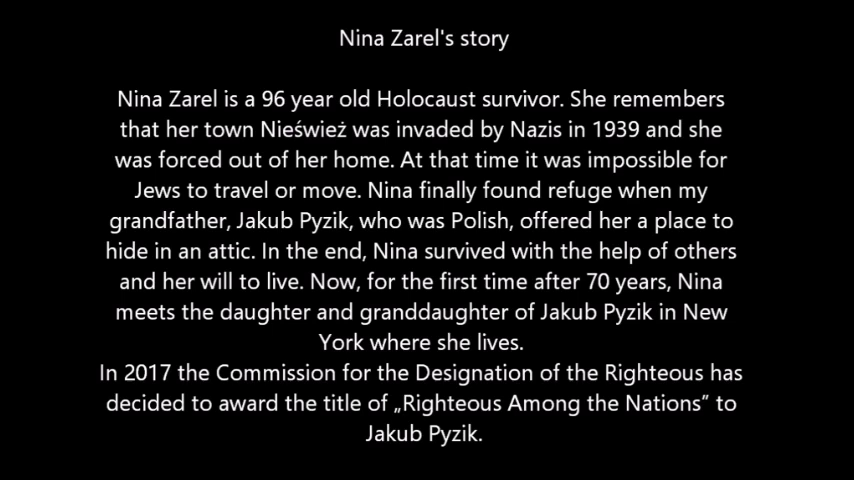 Nina Zarel's story
Nina Zarel is a 96 year old Holocaust survivor. She remembers
that her town Nieśwież was invaded by Nazis in 1939 and she
was forced out of her home. At that time it was impossible for
Jews to travel or move. Nina finally found refuge when my
grandfather, Jakub Pyzik, who was Polish, offered her a place to
hide in an attic. In the end, Nina survived with the help of others
and her will to live. Now, for the first time after 70 years, Nina
meets the daughter and granddaughter of Jakub Pyzik in New
York where she lives.
In 2017 the Commission for the Designation of the Righteous has
decided to award the title of „Righteous Among the Nations” to
Jakub Pyzik.